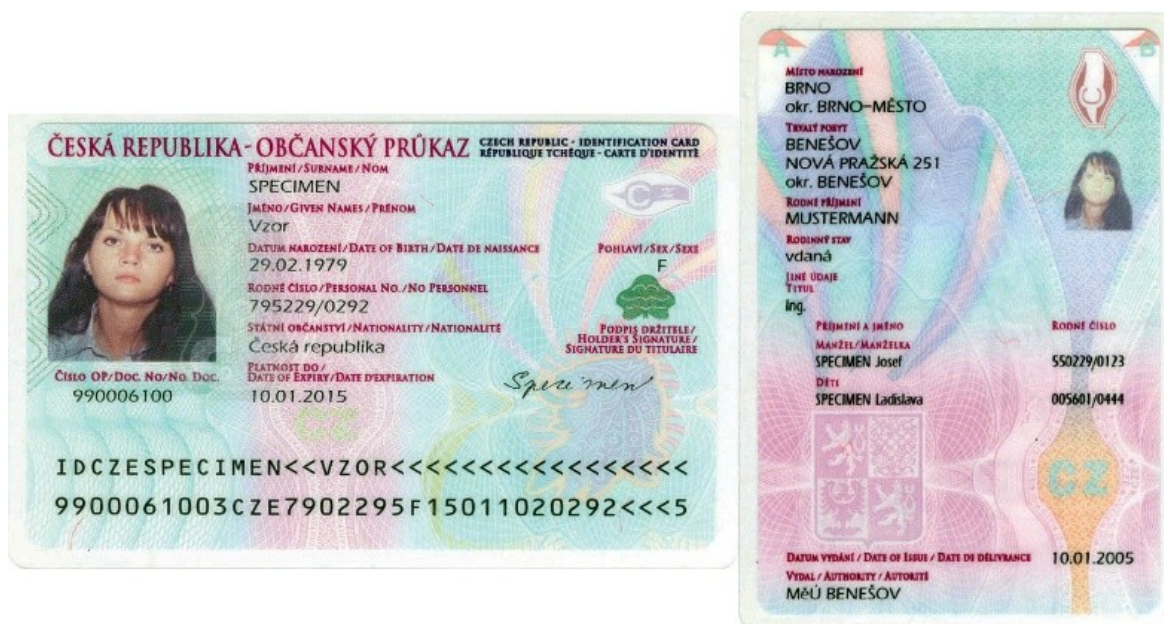 ČESKÁ REPUBLIKA - OBČANSKÝ PRŮKAZ
CZECH REPUBLIC - IDENTIFICATION CARD
RÉPUBLIQUE TCHÈQUE - CARTE D'IDENTITÉ
PŘÍJMENÍ / SURNAME / NOM
SPECIMEN
JMÉNO / GIVEN NAMES / PRÉNOM
Vzor
DATUM NAROZENÍ / DATE OF BIRTH / DATE DE NAISSANCE
29.02.1979
POHLAVÍ / SEX / SEXE
F
RODNÉ ČÍSLO / PERSONAL NO. / NO PERSONNEL
795229/0292
STÁTNÍ OBČANSTVÍ / NATIONALITY / NATIONALITÉ
Česká republika
PLATNOST DO /
DATE OF EXPIRY / DATE D'EXPIRATION
10.01.2015
PODPIS DRŽITELE /
HOLDER'S SIGNATURE /
SIGNATURE DU TITULAIRE
Specimen
ČÍSLO OP / DOC. NO / NO. DOC.
990006100
CZ
IDCZESPECIMEN<<VZOR<<<<<<<<<<<<<<<<<
9900061003CZE7902295F15011020292<<<5
A
B
MÍSTO NAROZENÍ
BRNO
okr. BRNO-MĚSTO
TRVALÝ POBYT
BENEŠOV
NOVÁ PRAŽSKÁ 251
okr. BENEŠOV
RODNÉ PŘÍJMENÍ
MUSTERMANN
RODINNÝ STAV
vdaná
JINÉ ÚDAJE
TITUL
Ing.
PŘÍJMENÍ A JMÉNO RODNÉ ČÍSLO
MANŽEL / MANŽELKA
SPECIMEN Josef 550229/0123
DĚTI
SPECIMEN Ladislava 005601/0444
CZ
DATUM VYDÁNÍ / DATE OF ISSUE / DATE DE DÉLIVRANCE 10.01.2005
VYDAL / AUTHORITY / AUTORITÉ
MěÚ BENEŠOV